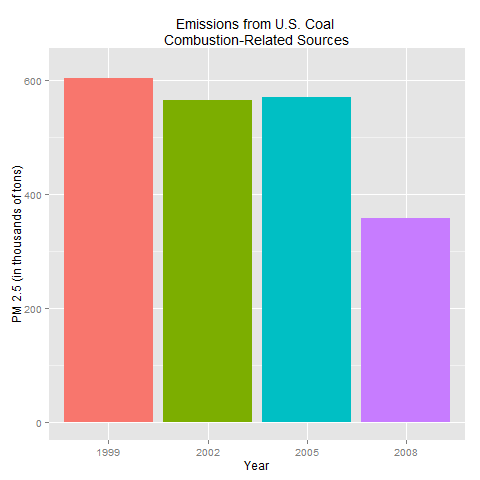 Emissions from U.S. Coal
Combustion-Related Sources
PM 2.5 (in thousands of tons)
600
400
200
0
1999 2002 2005 2008
Year